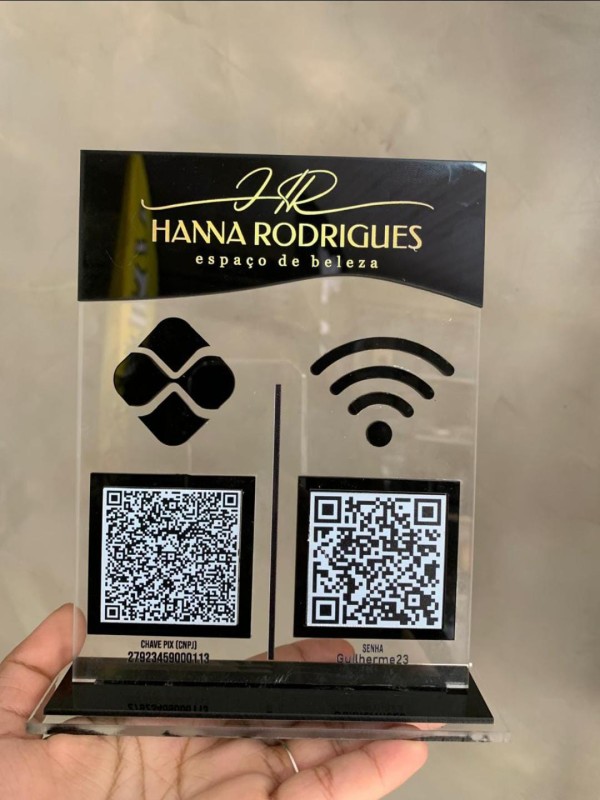 HR
HANNA RODRIGUES
espaço de beleza
CHAVE PIX (CNPJ)
27923459000113
SENHA
Guilherme23